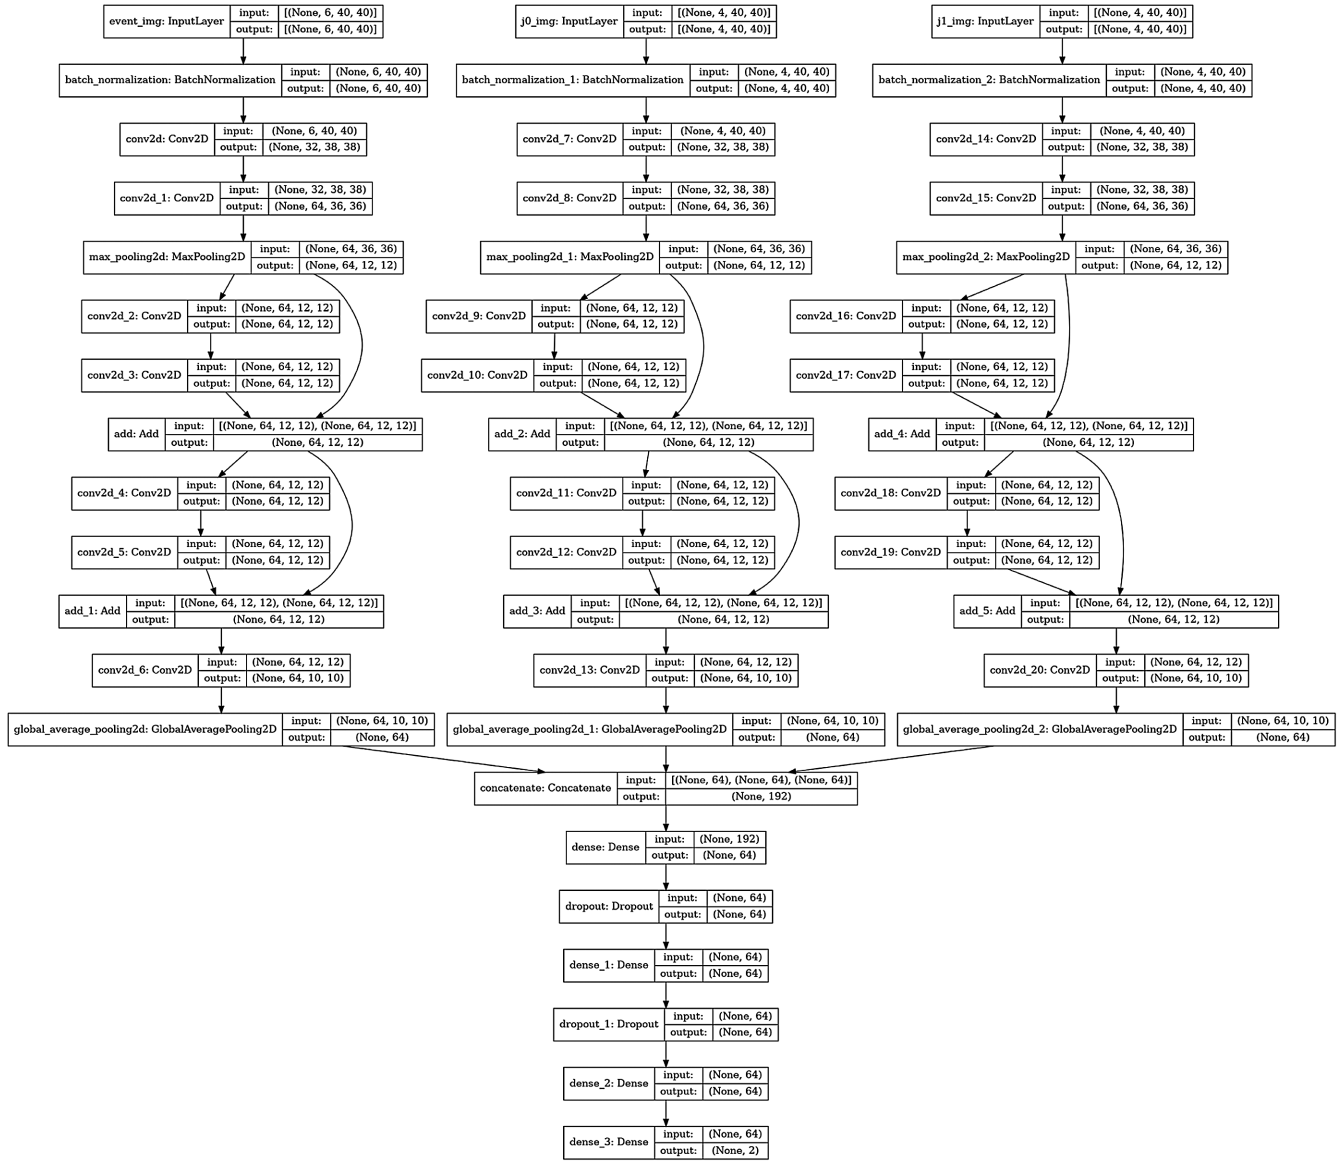 event_img: InputLayer input: [(None, 6, 40, 40)] output: [(None, 6, 40, 40)]
j0_img: InputLayer input: [(None, 4, 40, 40)] output: [(None, 4, 40, 40)]
j1_img: InputLayer input: [(None, 4, 40, 40)] output: [(None, 4, 40, 40)]
batch_normalization: BatchNormalization input: (None, 6, 40, 40) output: (None, 6, 40, 40)
batch_normalization_1: BatchNormalization input: (None, 4, 40, 40) output: (None, 4, 40, 40)
batch_normalization_2: BatchNormalization input: (None, 4, 40, 40) output: (None, 4, 40, 40)
conv2d: Conv2D input: (None, 6, 40, 40) output: (None, 32, 38, 38)
conv2d_7: Conv2D input: (None, 4, 40, 40) output: (None, 32, 38, 38)
conv2d_14: Conv2D input: (None, 4, 40, 40) output: (None, 32, 38, 38)
conv2d_1: Conv2D input: (None, 32, 38, 38) output: (None, 64, 36, 36)
conv2d_8: Conv2D input: (None, 32, 38, 38) output: (None, 64, 36, 36)
conv2d_15: Conv2D input: (None, 32, 38, 38) output: (None, 64, 36, 36)
max_pooling2d: MaxPooling2D input: (None, 64, 36, 36) output: (None, 64, 12, 12)
max_pooling2d_1: MaxPooling2D input: (None, 64, 36, 36) output: (None, 64, 12, 12)
max_pooling2d_2: MaxPooling2D input: (None, 64, 36, 36) output: (None, 64, 12, 12)
conv2d_2: Conv2D input: (None, 64, 12, 12) output: (None, 64, 12, 12)
conv2d_9: Conv2D input: (None, 64, 12, 12) output: (None, 64, 12, 12)
conv2d_16: Conv2D input: (None, 64, 12, 12) output: (None, 64, 12, 12)
conv2d_3: Conv2D input: (None, 64, 12, 12) output: (None, 64, 12, 12)
conv2d_10: Conv2D input: (None, 64, 12, 12) output: (None, 64, 12, 12)
conv2d_17: Conv2D input: (None, 64, 12, 12) output: (None, 64, 12, 12)
add: Add input: [(None, 64, 12, 12), (None, 64, 12, 12)] output: (None, 64, 12, 12)
add_2: Add input: [(None, 64, 12, 12), (None, 64, 12, 12)] output: (None, 64, 12, 12)
add_4: Add input: [(None, 64, 12, 12), (None, 64, 12, 12)] output: (None, 64, 12, 12)
conv2d_4: Conv2D input: (None, 64, 12, 12) output: (None, 64, 12, 12)
conv2d_11: Conv2D input: (None, 64, 12, 12) output: (None, 64, 12, 12)
conv2d_18: Conv2D input: (None, 64, 12, 12) output: (None, 64, 12, 12)
conv2d_5: Conv2D input: (None, 64, 12, 12) output: (None, 64, 12, 12)
conv2d_12: Conv2D input: (None, 64, 12, 12) output: (None, 64, 12, 12)
conv2d_19: Conv2D input: (None, 64, 12, 12) output: (None, 64, 12, 12)
add_1: Add input: [(None, 64, 12, 12), (None, 64, 12, 12)] output: (None, 64, 12, 12)
add_3: Add input: [(None, 64, 12, 12), (None, 64, 12, 12)] output: (None, 64, 12, 12)
add_5: Add input: [(None, 64, 12, 12), (None, 64, 12, 12)] output: (None, 64, 12, 12)
conv2d_6: Conv2D input: (None, 64, 12, 12) output: (None, 64, 10, 10)
conv2d_13: Conv2D input: (None, 64, 12, 12) output: (None, 64, 10, 10)
conv2d_20: Conv2D input: (None, 64, 12, 12) output: (None, 64, 10, 10)
global_average_pooling2d: GlobalAveragePooling2D input: (None, 64, 10, 10) output: (None, 64)
global_average_pooling2d_1: GlobalAveragePooling2D input: (None, 64, 10, 10) output: (None, 64)
global_average_pooling2d_2: GlobalAveragePooling2D input: (None, 64, 10, 10) output: (None, 64)
concatenate: Concatenate input: [(None, 64), (None, 64), (None, 64)] output: (None, 192)
dense: Dense input: (None, 192) output: (None, 64)
dropout: Dropout input: (None, 64) output: (None, 64)
dense_1: Dense input: (None, 64) output: (None, 64)
dropout_1: Dropout input: (None, 64) output: (None, 64)
dense_2: Dense input: (None, 64) output: (None, 64)
dense_3: Dense input: (None, 64) output: (None, 2)